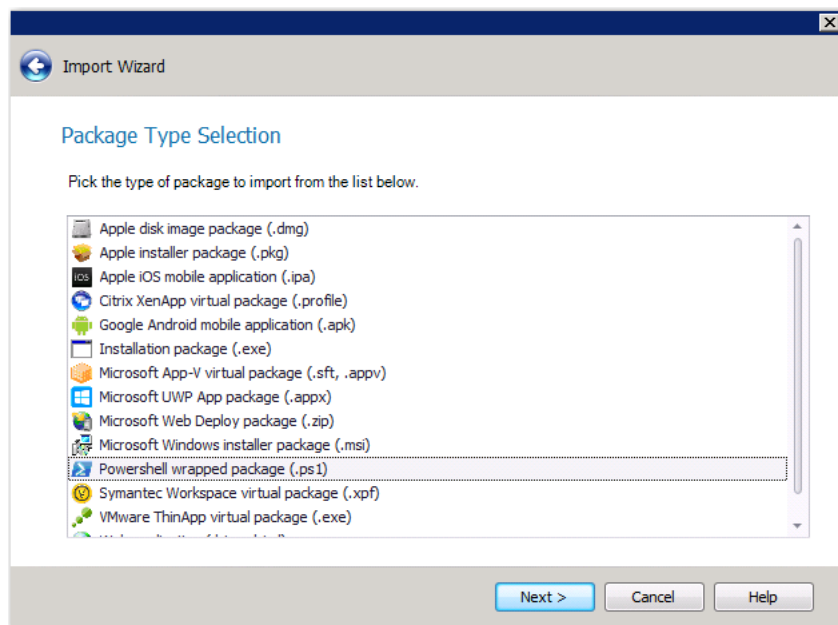 Import Wizard
Package Type Selection
Pick the type of package to import from the list below.
Apple disk image package (.dmg)
Apple installer package (.pkg)
iOS Apple iOS mobile application (.ipa)
Citrix XenApp virtual package (.profile)
Google Android mobile application (.apk)
Installation package (.exe)
Microsoft App-V virtual package (.sft, .appv)
Microsoft UWP App package (.appx)
Microsoft Web Deploy package (.zip)
Microsoft Windows installer package (.msi)
Powershell wrapped package (.ps1)
Symantec Workspace virtual package (.xpf)
VMware ThinApp virtual package (.exe)
Next > Cancel Help